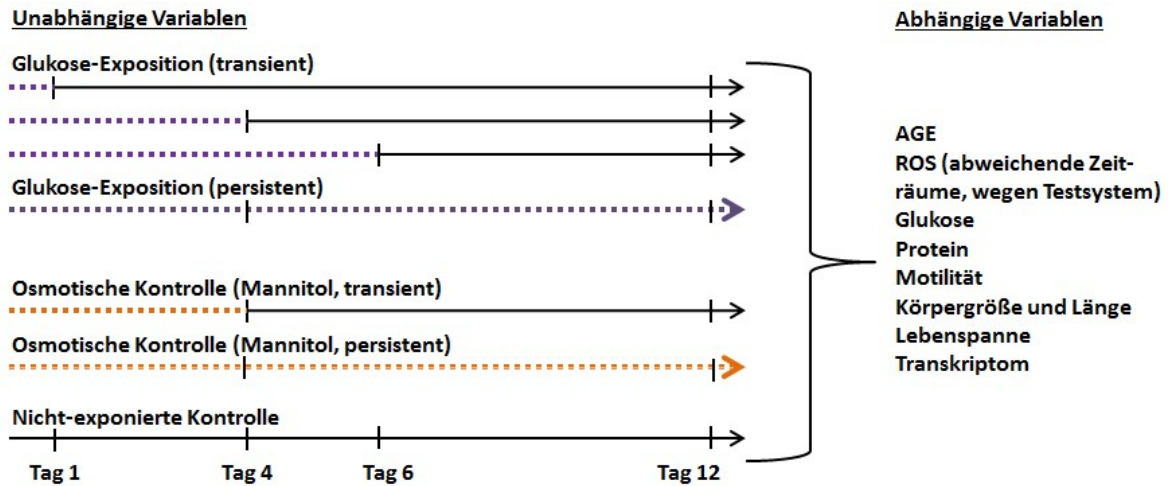 Unabhängige Variablen
Glukose-Exposition (transient)
Glukose-Exposition (persistent)
Osmotische Kontrolle (Mannitol, transient)
Osmotische Kontrolle (Mannitol, persistent)
Nicht-exponierte Kontrolle
Tag 1
Tag 4
Tag 6
Tag 12
Abhängige Variablen
AGE
ROS (abweichende Zeit-
räume, wegen Testsystem)
Glukose
Protein
Motilität
Körpergröße und Länge
Lebenspanne
Transkriptom